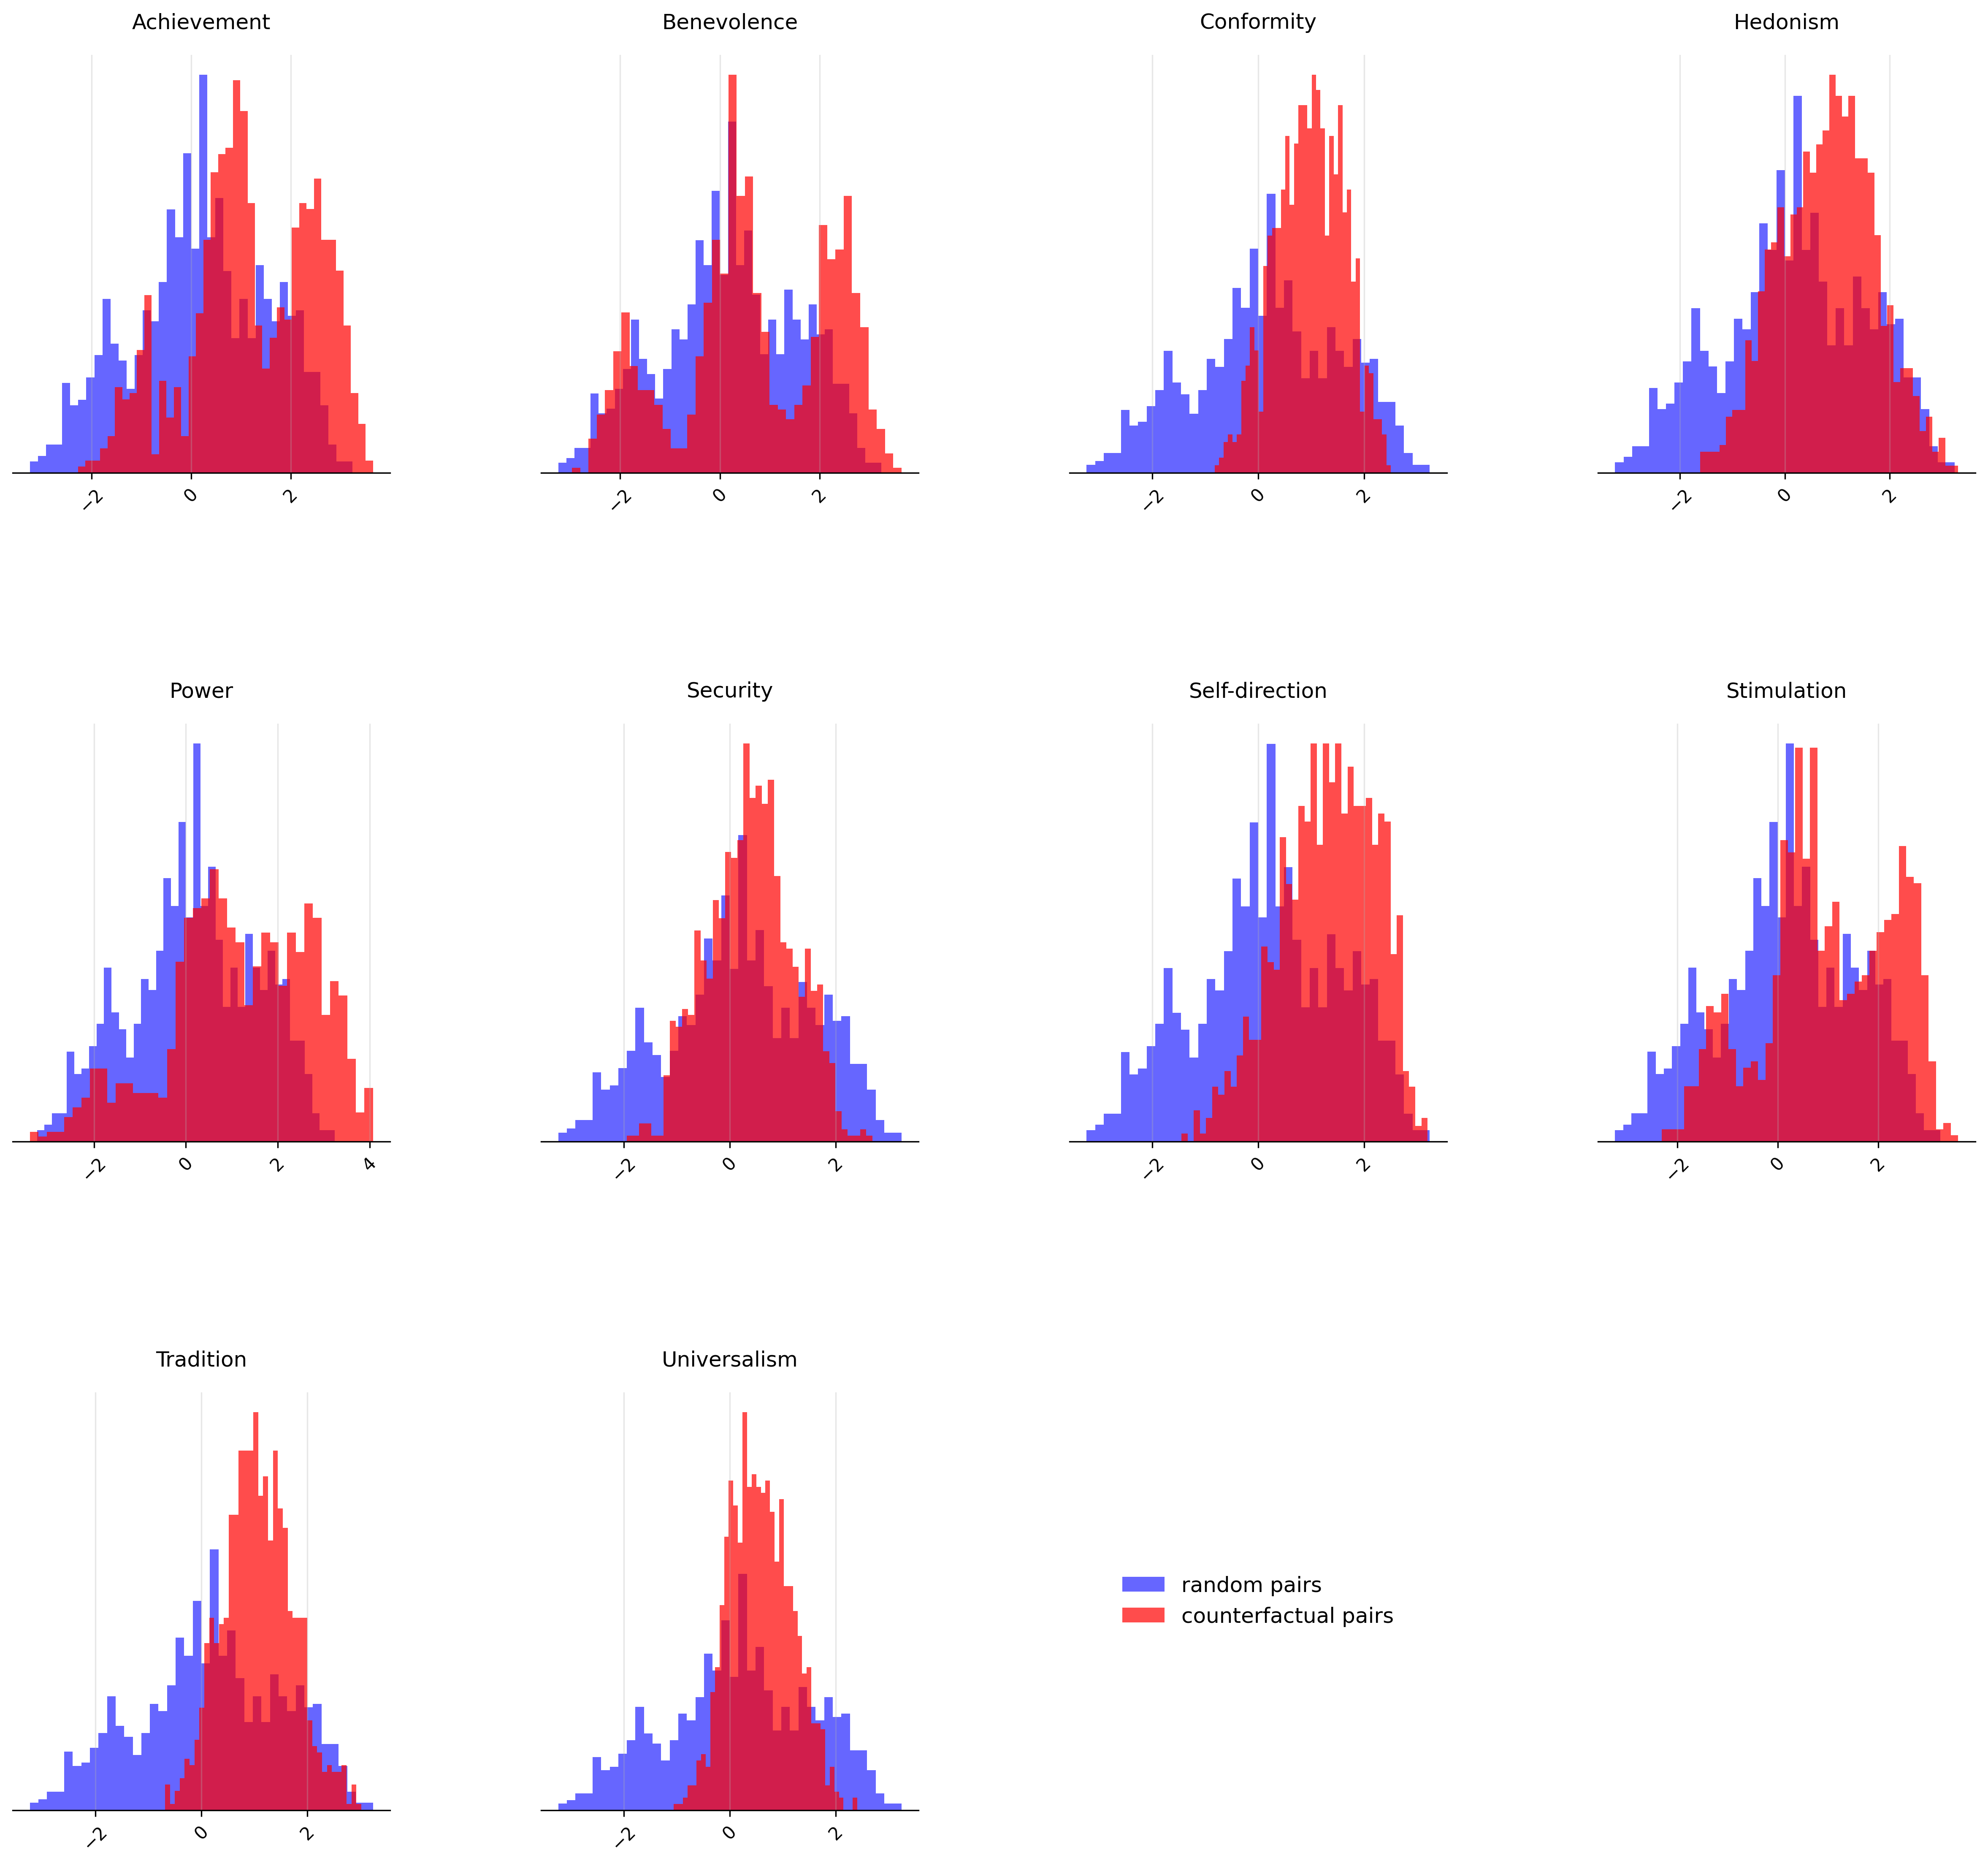 Achievement
Benevolence
Conformity
Hedonism
−2 0 2
−2 0 2
−2 0 2
−2 0 2
Power
Security
Self-direction
Stimulation
−2 0 2 4
−2 0 2
−2 0 2
−2 0 2
Tradition
Universalism
random pairs
counterfactual pairs
−2 0 2
−2 0 2